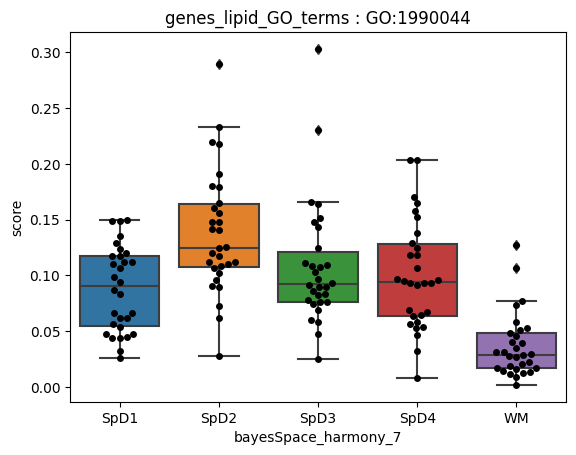 genes_lipid_GO_terms : GO:1990044
0.30
0.25
0.20
0.15
0.10
0.05
0.00
score
SpD1 SpD2 SpD3 SpD4 WM
bayesSpace_harmony_7